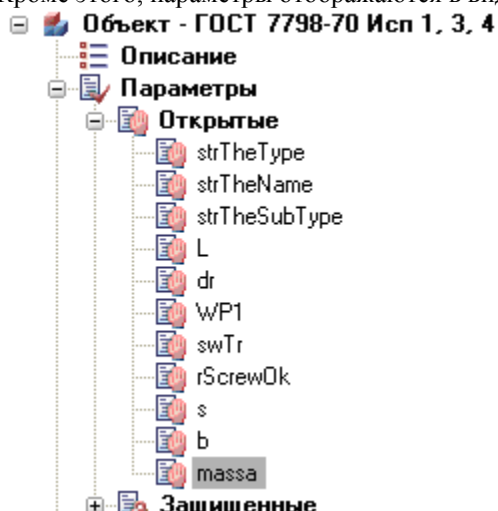 Кроме этого, параметры отображаются в вид
Объект - ГОСТ 7798-70 Исп 1, 3, 4
Описание
Параметры
Открытые
strTheType
strTheName
strTheSubType
L
dr
WP1
swTr
rScrewOk
s
b
massa
Защищенные